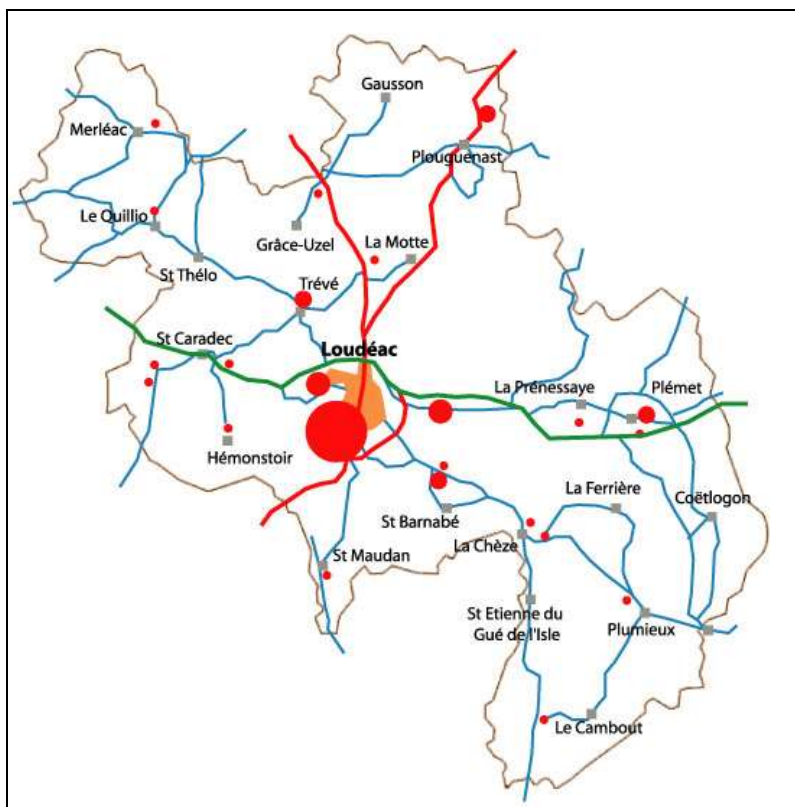 Gausson
Merléac
Plouguenast
Le Quillio
Grâce-Uzel
La Motte
St Thélo
Trévé
St Caradec
Loudéac
La Prénessaye
Plémet
Hémonstoir
La Ferrière
Coëtlogon
St Barnabé
La Chèze
St Maudan
St Etienne du
Gué de l'Isle
Plumieux
Le Cambout